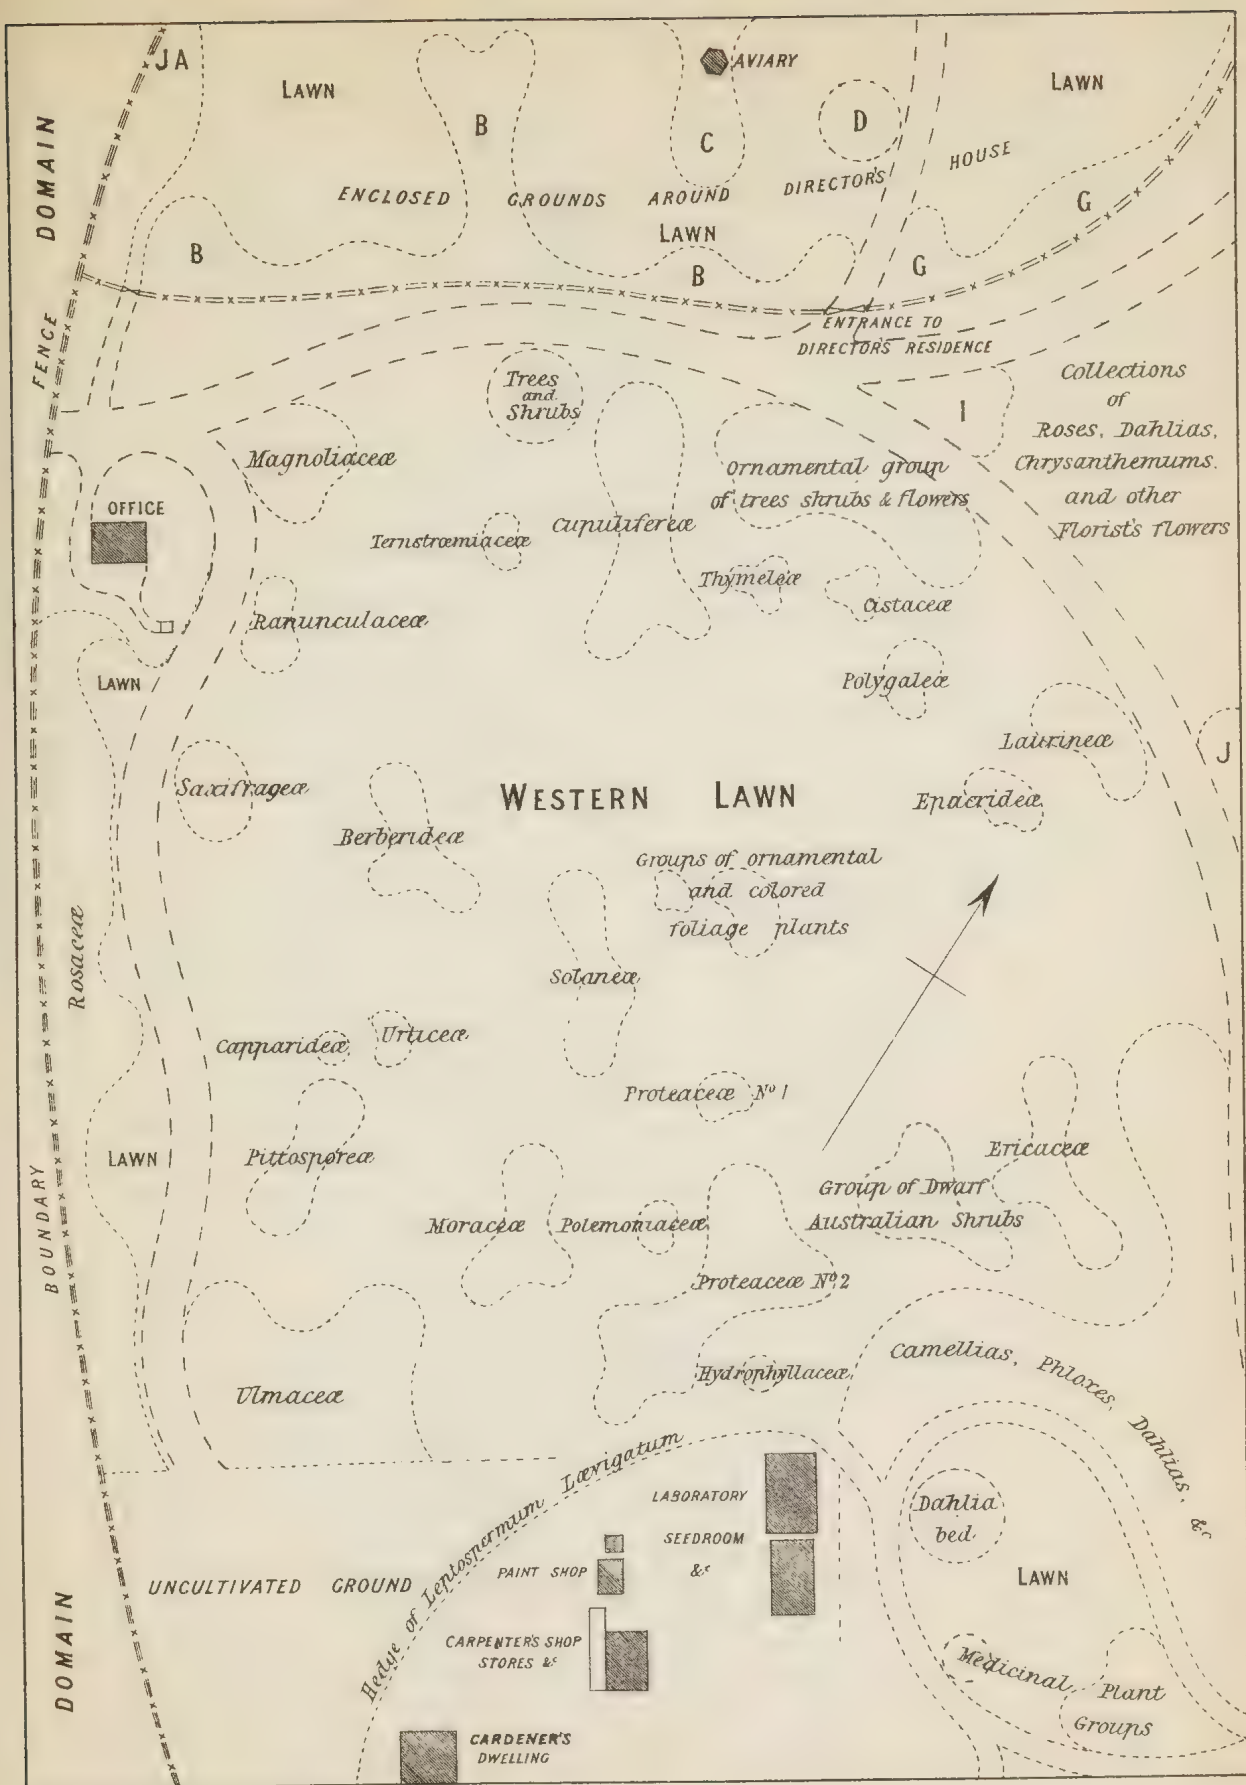 JA
LAWN
B
AVIARY
C
D
LAWN
HOUSE
ENCLOSED GROUNDS AROUND DIRECTOR'S
LAWN
G
B
B
G
DOMAIN
FENCE
ENTRANCE TO
DIRECTOR'S RESIDENCE
Trees
and
Shrubs
I
Collections
of
Roses, Dahlias,
Chrysanthemums,
and other
Florist's flowers
Magnoliaceæ
Ornamental group
of trees shrubs & flowers
OFFICE
Cupulifereæ
Ternstrœmiaceæ
Thymeleæ
Cistaceæ
Ranunculaceæ
LAWN
Polygaleæ
Laurineæ
J
Saxifrageæ
WESTERN LAWN
Epacrideæ
Berberideæ
Groups of ornamental
and colored
foliage plants
Rosaceæ
Solaneæ
Capparideæ
Urticeæ
Proteaceæ Nº 1
BOUNDARY
LAWN
Pittosporeæ
Ericaceæ
Group of Dwarf
Australian Shrubs
Moraceæ
Polemoniaceæ
Proteaceæ Nº 2
Hydrophyllaceæ
Camellias, Phloxes, Dahlias, &c
Ulmaceæ
Hedge of Leptospermum Lævigatum
LABORATORY
SEEDROOM
&c
Dahlia
bed
LAWN
PAINT SHOP
UNCULTIVATED GROUND
CARPENTER'S SHOP
STORES &c
DOMAIN
Medicinal Plant
Groups
CARDENER'S
DWELLING